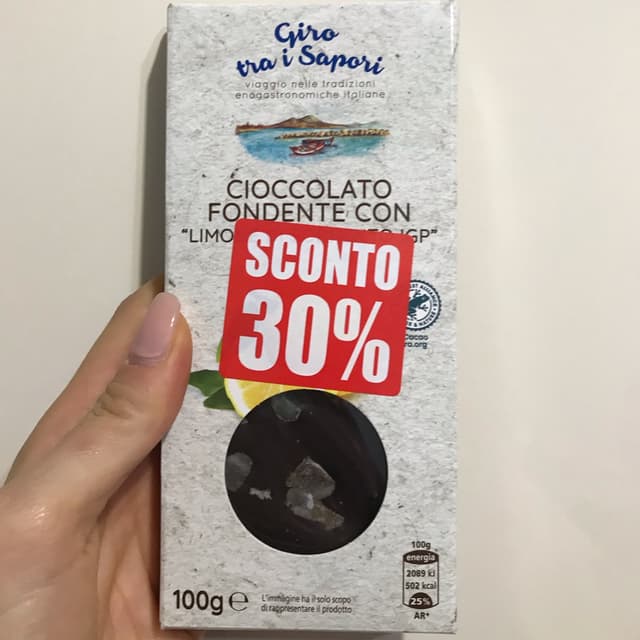 Giro
tra i Sapori
viaggio nelle tradizioni
enogastronomiche italiane
CIOCCOLATO
FONDENTE CON
IGP"
SCONTO
30%
100g
energia
2089 kJ
502 kcal
25%
AR*
100g e
L'immagine ha il solo scopo
di rappresentare il prodotto